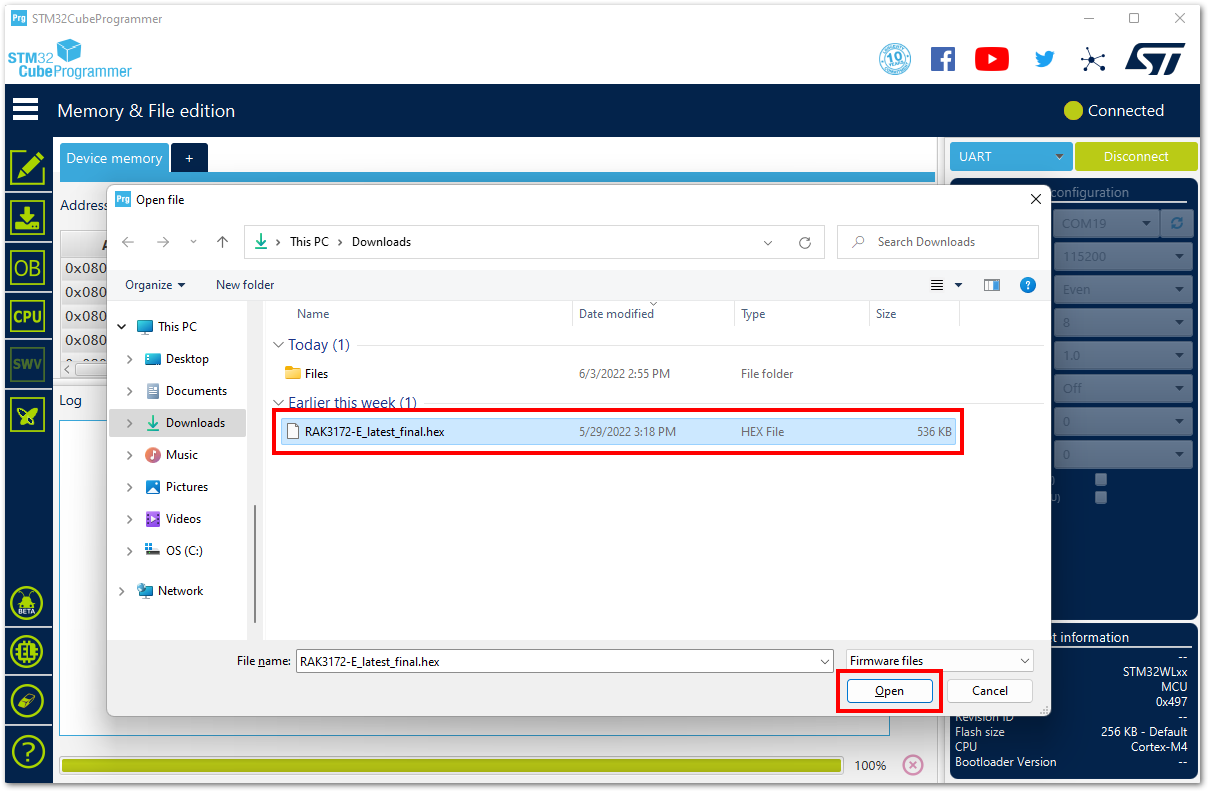 Prg STM32CubeProgrammer
STM32
CubeProgrammer
10
Memory & File edition
Connected
Device memory
+
UART
Disconnect
Prg Open file
configuration
Address
This PC > Downloads
Search Downloads
COM19
115200
Organize
New folder
?
Even
0x080
0x080
0x080
0x080
OB
CPU
SWV
Name
Date modified
Type
Size
8
1.0
Off
0
0
This PC
Desktop
Documents
Downloads
Music
Pictures
Videos
OS (C:)
Network
Today (1)
Files
6/3/2022 2:55 PM
File folder
Earlier this week (1)
RAK3172-E_latest_final.hex
5/29/2022 3:18 PM
HEX File
536 KB
Log
BETA
EL
?
File name:
RAK3172-E_latest_final.hex
Firmware files
Open
Cancel
t information
--
STM32WLxx
MCU
0x497
Revision ID
--
Flash size
256 KB - Default
CPU
Cortex-M4
Bootloader Version
--
100%